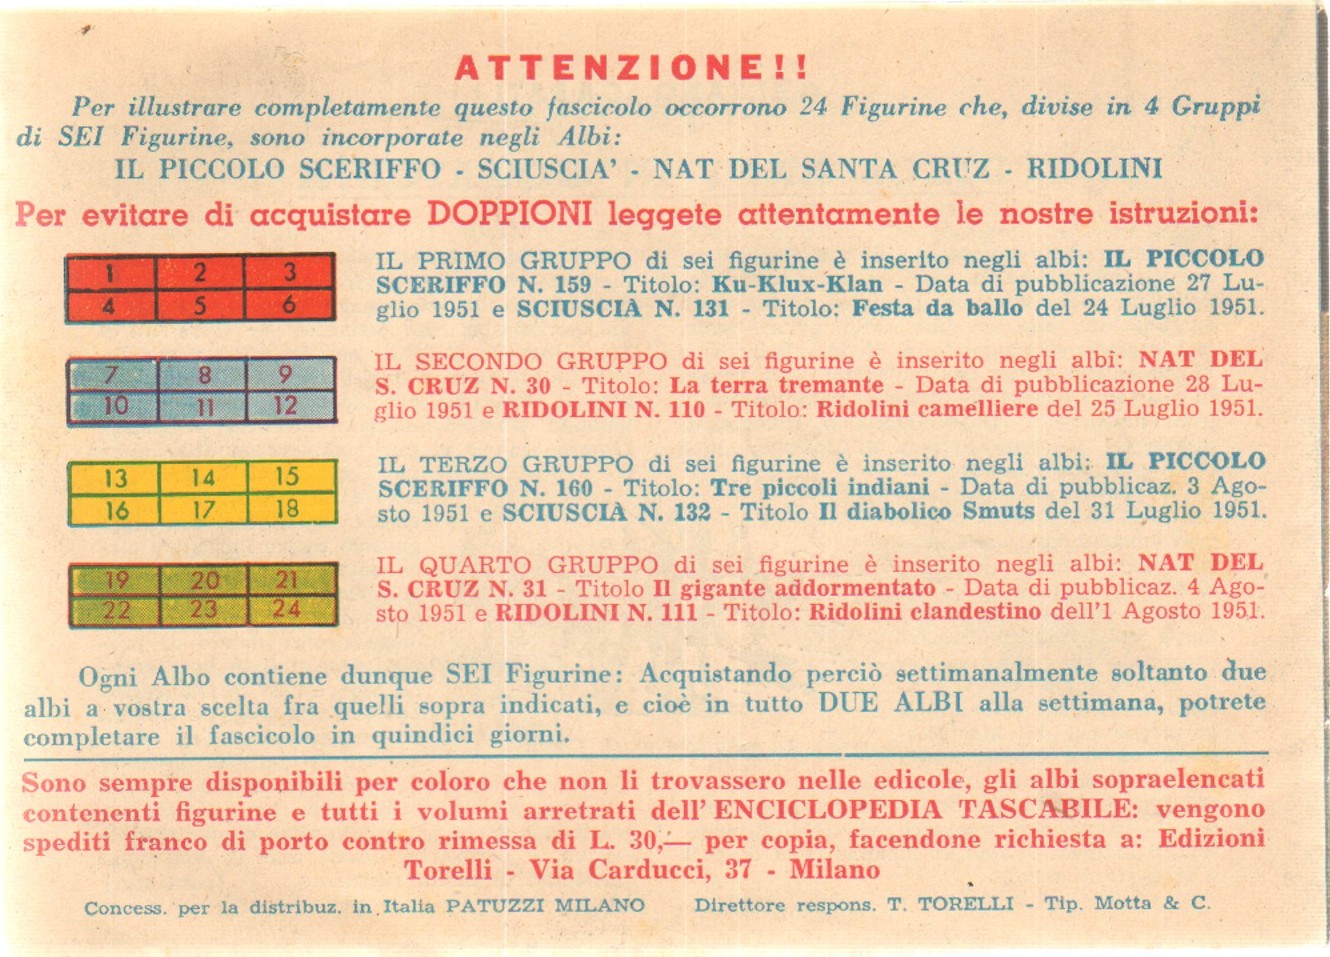 ATTENZIONE!!
Per illustrare completamente questo fascicolo occorrono 24 Figurine che, divise in 4 Gruppi
di SEI Figurine, sono incorporate negli Albi:
IL PICCOLO SCERIFFO - SCIUSCIA' - NAT DEL SANTA CRUZ - RIDOLINI
Per evitare di acquistare DOPPIONI leggete attentamente le nostre istruzioni:
1 2 3
4 5 6
IL PRIMO GRUPPO di sei figurine è inserito negli albi: IL PICCOLO
SCERIFFO N. 159 - Titolo: Ku-Klux-Klan - Data di pubblicazione 27 Lu-
glio 1951 e SCIUSCIÀ N. 131 - Titolo: Festa da ballo del 24 Luglio 1951.
7 8 9
10 11 12
IL SECONDO GRUPPO di sei figurine è inserito negli albi: NAT DEL
S. CRUZ N. 30 - Titolo: La terra tremante - Data di pubblicazione 28 Lu-
glio 1951 e RIDOLINI N. 110 - Titolo: Ridolini camelliere del 25 Luglio 1951.
13 14 15
16 17 18
IL TERZO GRUPPO di sei figurine è inserito negli albi: IL PICCOLO
SCERIFFO N. 160 - Titolo: Tre piccoli indiani - Data di pubblicaz. 3 Ago-
sto 1951 e SCIUSCIÀ N. 132 - Titolo Il diabolico Smuts del 31 Luglio 1951.
19 20 21
22 23 24
IL QUARTO GRUPPO di sei figurine è inserito negli albi: NAT DEL
S. CRUZ N. 31 - Titolo Il gigante addormentato - Data di pubblicaz. 4 Ago-
sto 1951 e RIDOLINI N. 111 - Titolo: Ridolini clandestino dell'1 Agosto 1951.
Ogni Albo contiene dunque SEI Figurine: Acquistando perciò settimanalmente soltanto due
albi a vostra scelta fra quelli sopra indicati, e cioè in tutto DUE ALBI alla settimana, potrete
completare il fascicolo in quindici giorni.
Sono sempre disponibili per coloro che non li trovassero nelle edicole, gli albi sopraelencati
contenenti figurine e tutti i volumi arretrati dell' ENCICLOPEDIA TASCABILE: vengono
spediti franco di porto contro rimessa di L. 30,— per copia, facendone richiesta a: Edizioni
Torelli - Via Carducci, 37 - Milano
Concess. per la distribuz. in Italia PATUZZI MILANO Direttore respons. T. TORELLI - Tip. Motta & C.